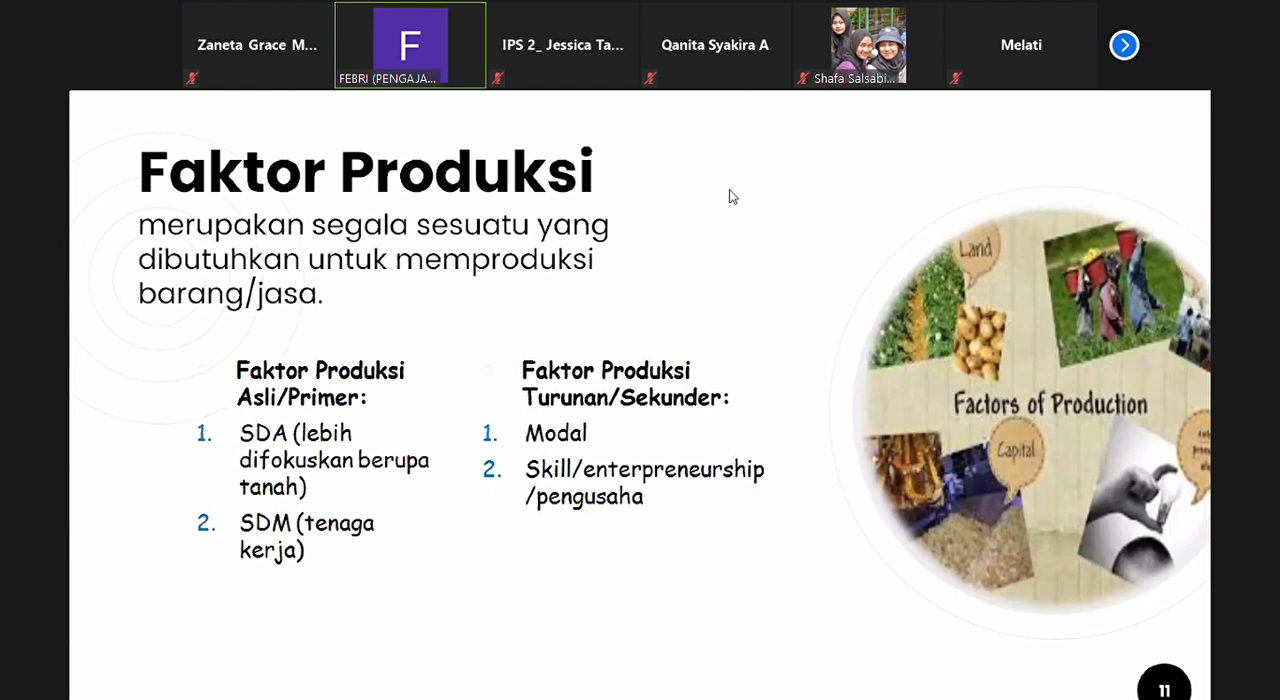 Zaneta Grace M...
FEBRI (PENGAJA...
IPS 2_ Jessica Ta...
Qanita Syakira A
Shafa Salsabi...
Melati
F
Faktor Produksi
merupakan segala sesuatu yang
dibutuhkan untuk memproduksi
barang/jasa.
Faktor Produksi
Asli/Primer:
1. SDA (lebih
difokuskan berupa
tanah)
2. SDM (tenaga
kerja)
Faktor Produksi
Turunan/Sekunder:
1. Modal
2. Skill/enterpreneurship
/pengusaha
Land
Factors of Production
Capital
11